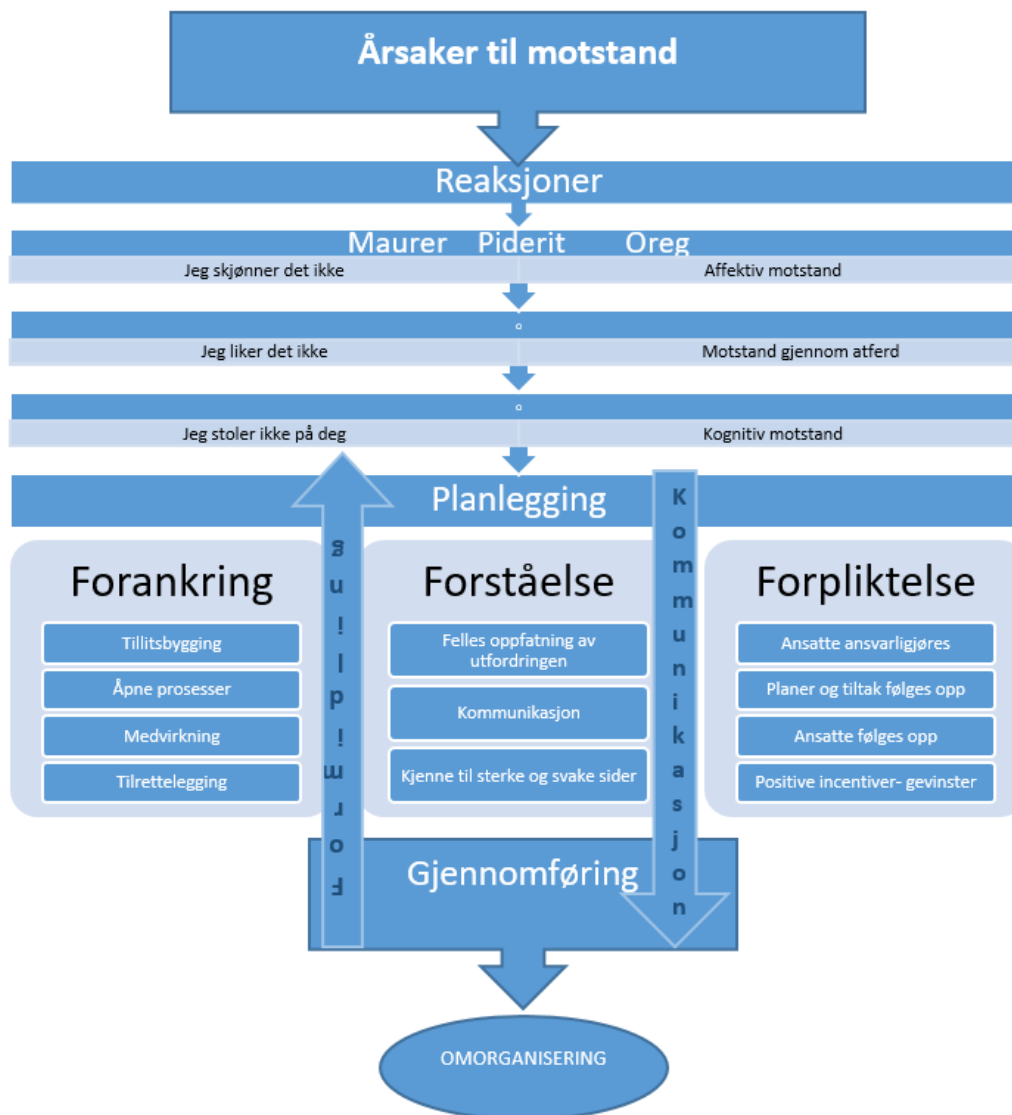 Årsaker til motstand
Reaksjoner
Maurer Piderit Oreg
Jeg skjønner det ikke
Affektiv motstand
Jeg liker det ikke
Motstand gjennom atferd
Jeg stoler ikke på deg
Kognitiv motstand
Planlegging
Formidling
Kommunikasjon
Forankring
Tillitsbygging
Åpne prosesser
Medvirkning
Tilrettelegging
Forståelse
Felles oppfatning av
utfordringen
Kommunikasjon
Kjenne til sterke og svake sider
Forpliktelse
Ansatte ansvarligjøres
Planer og tiltak følges opp
Ansatte følges opp
Positive incentiver- gevinster
Gjennomføring
OMORGANISERING